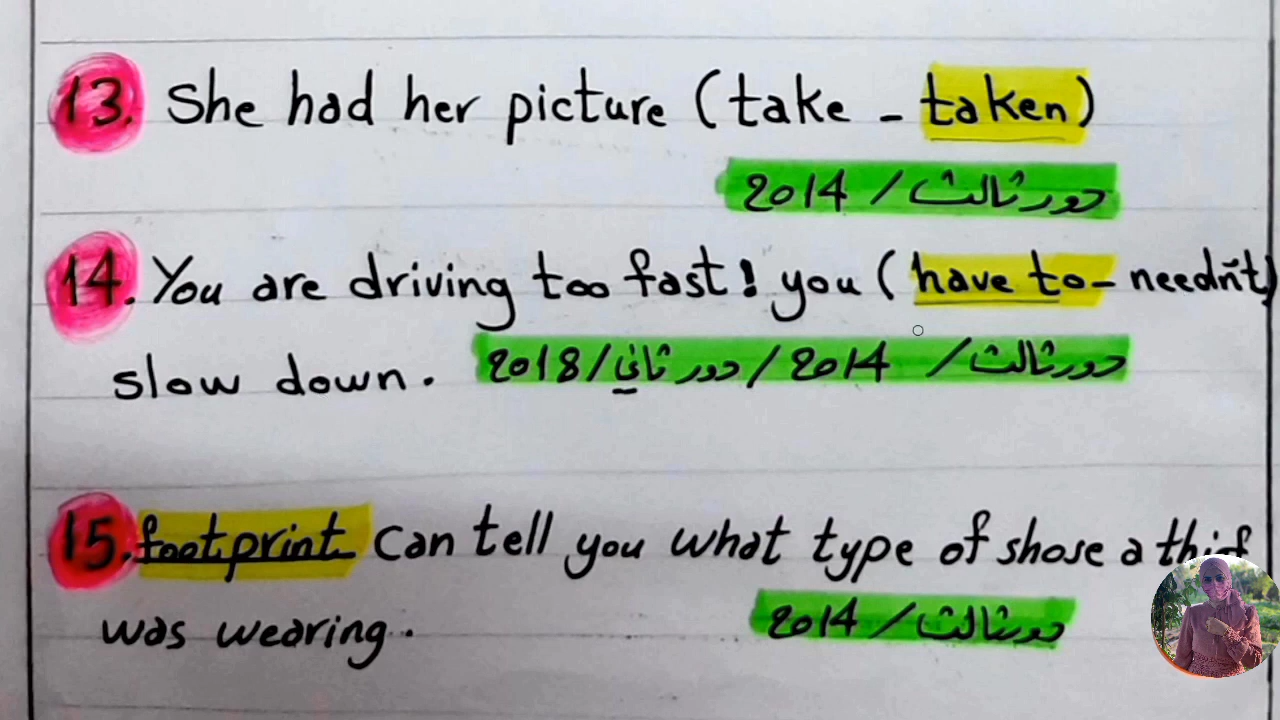 13. She had her picture (take - taken)
دور ثالث / 2014
14. You are driving too fast! you (have to - needn't)
slow down. دور ثالث / 2014 / دور ثاني / 2018
15. footprint can tell you what type of shose a thief
was wearing. دور ثالث / 2014